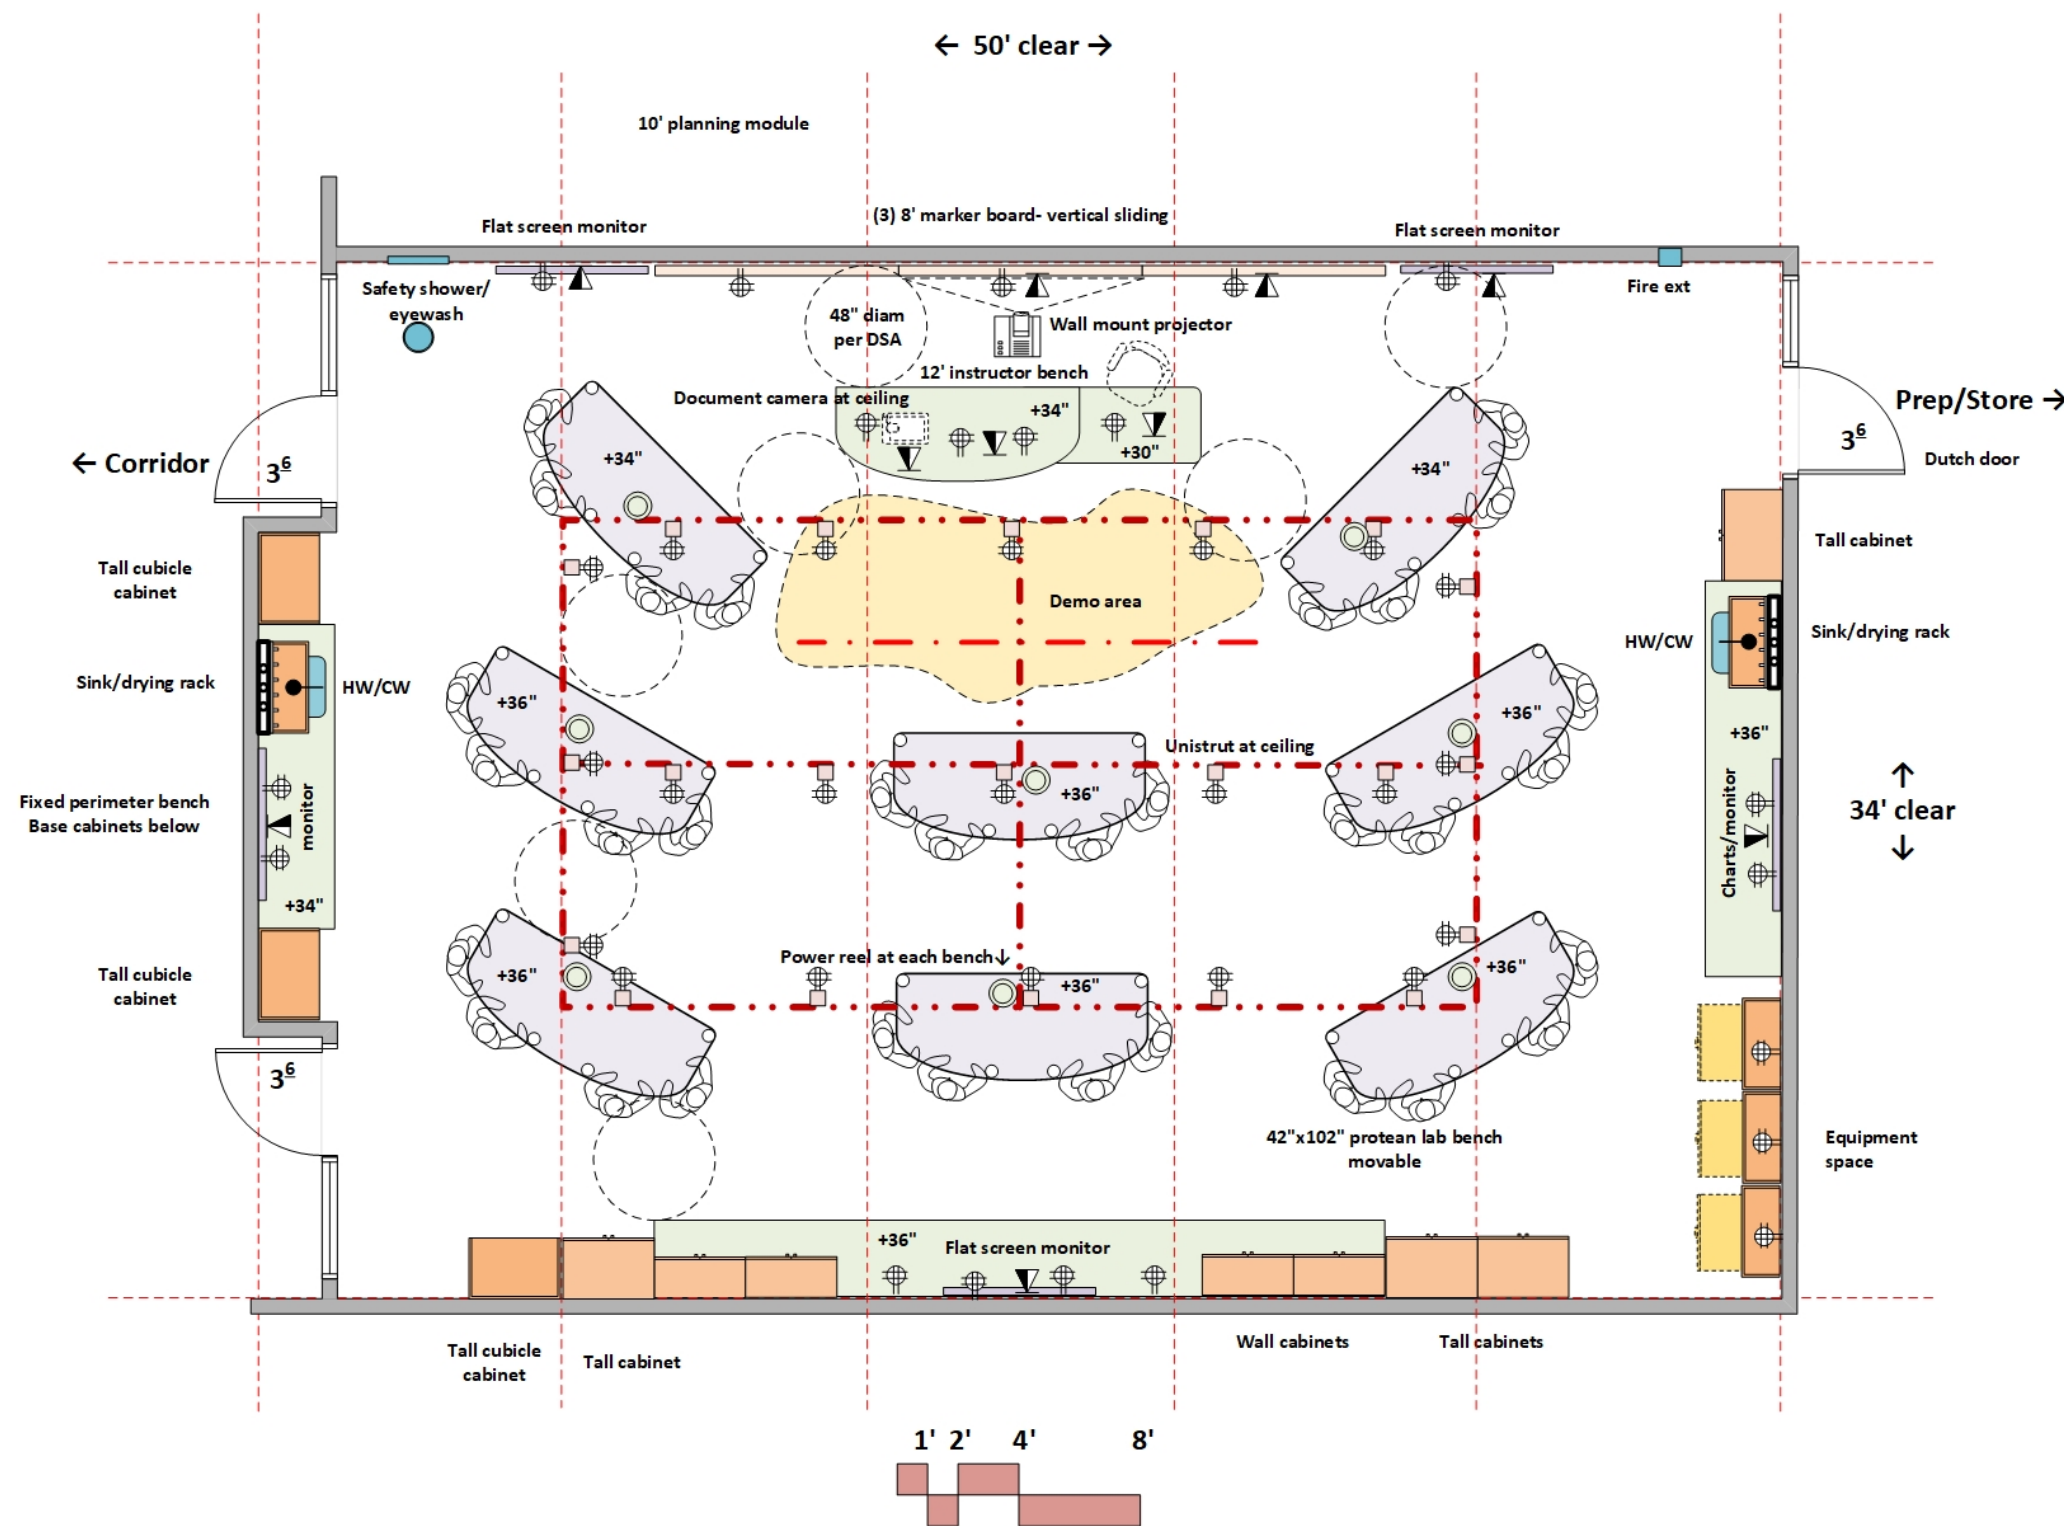 ← 50' clear →
10' planning module
(3) 8' marker board- vertical sliding
Flat screen monitor
Flat screen monitor
Safety shower/
eyewash
Fire ext
48" diam
per DSA
Wall mount projector
12' instructor bench
Document camera at ceiling
+34"
+30"
Prep/Store →
3⁶
Dutch door
← Corridor
3⁶
+34"
+34"
Tall cabinet
Tall cubicle
cabinet
Demo area
Sink/drying rack
HW/CW
HW/CW
Sink/drying rack
+36"
+36"
+36"
Unistrut at ceiling
+36"
Fixed perimeter bench
Base cabinets below
monitor
+34"
Charts/monitor
↑
34' clear
↓
Power reel at each bench↓
+36"
+36"
+36"
Tall cubicle
cabinet
3⁶
42"x102" protean lab bench
movable
Equipment
space
+36"
Flat screen monitor
Tall cubicle
cabinet
Tall cabinet
Wall cabinets
Tall cabinets
1' 2' 4' 8'